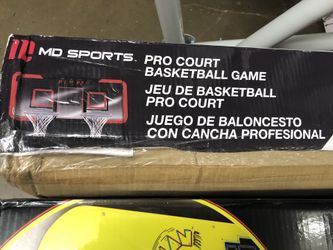 MD SPORTS
PRO COURT
BASKETBALL GAME
JEU DE BASKETBALL
PRO COURT
JUEGO DE BALONCESTO
CON CANCHA PROFESIONAL